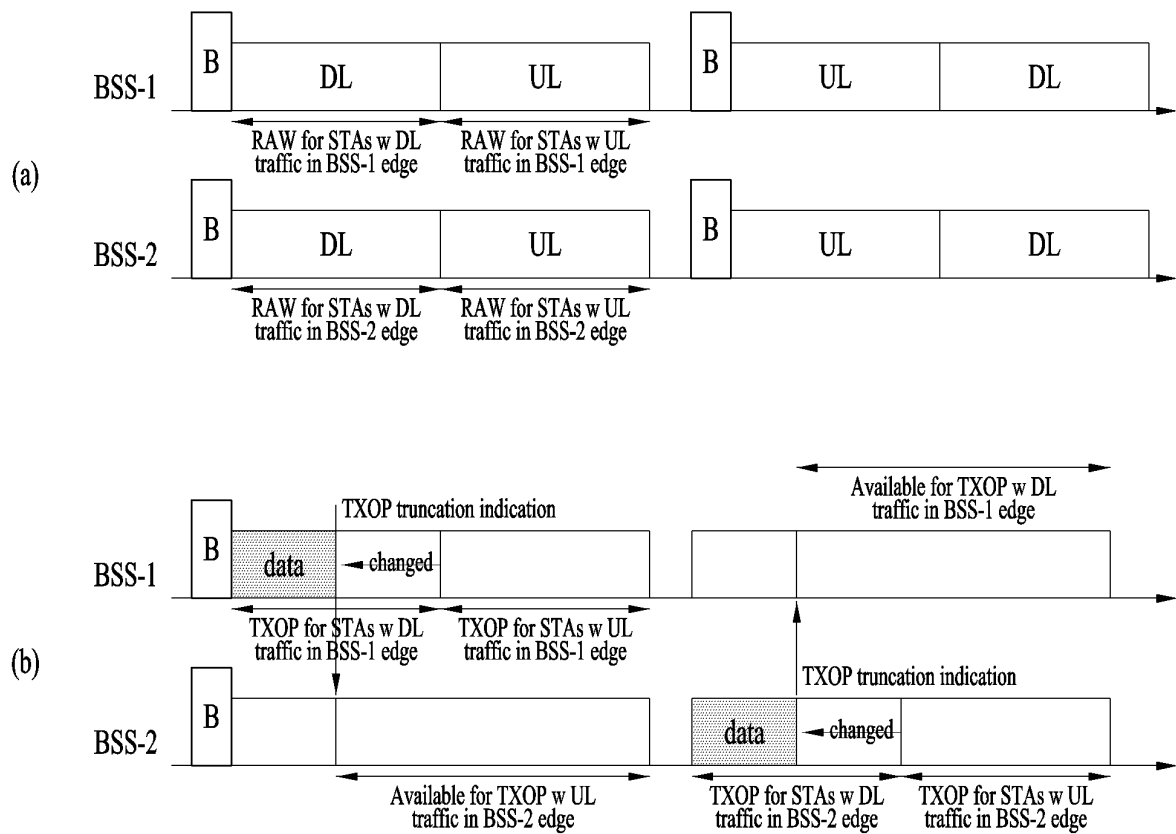 B
DL
UL
B
UL
DL
BSS-1
RAW for STAs w DL
traffic in BSS-1 edge
RAW for STAs w UL
traffic in BSS-1 edge
(a)
B
DL
UL
B
UL
DL
BSS-2
RAW for STAs w DL
traffic in BSS-2 edge
RAW for STAs w UL
traffic in BSS-2 edge
Available for TXOP w DL
traffic in BSS-1 edge
TXOP truncation indication
B
data
changed
BSS-1
TXOP for STAs w DL
traffic in BSS-1 edge
TXOP for STAs w UL
traffic in BSS-1 edge
(b)
TXOP truncation indication
B
data
changed
BSS-2
Available for TXOP w UL
traffic in BSS-2 edge
TXOP for STAs w DL
traffic in BSS-2 edge
TXOP for STAs w UL
traffic in BSS-2 edge